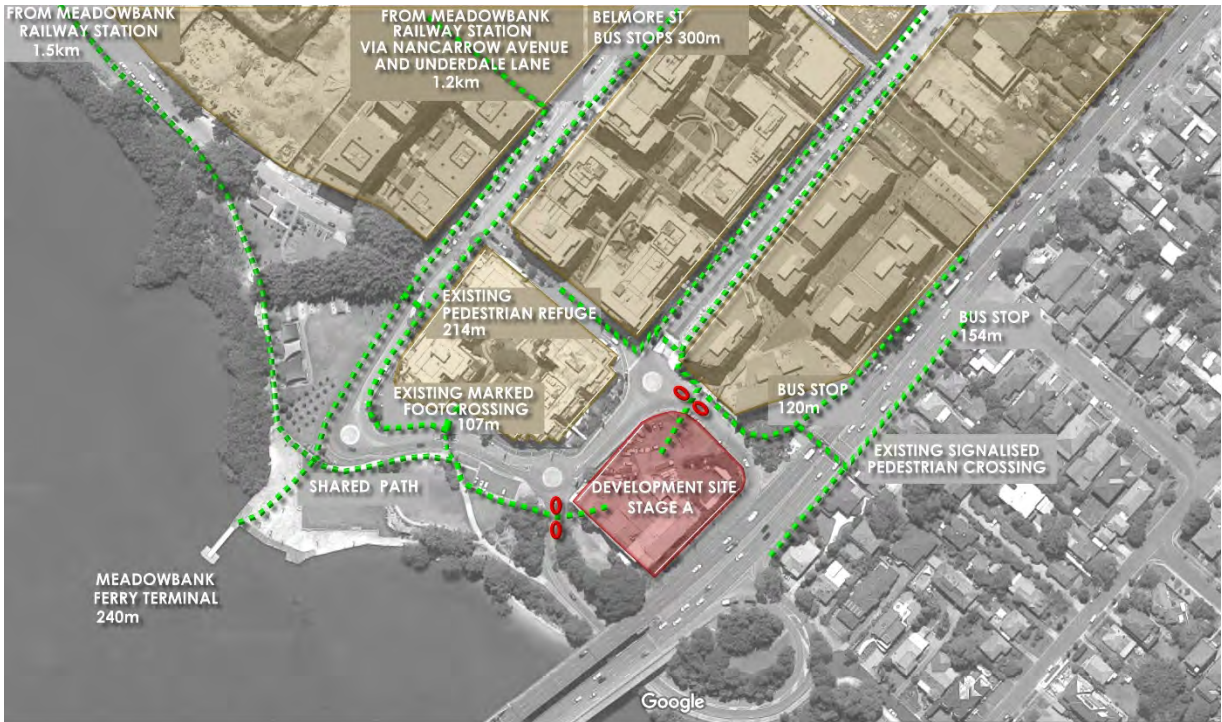 FROM MEADOWBANK
RAILWAY STATION
1.5km
FROM MEADOWBANK
RAILWAY STATION
VIA NANCARROW AVENUE
AND UNDERDALE LANE
1.2km
BELMORE ST
BUS STOPS 300m
EXISTING
PEDESTRIAN REFUGE
214m
BUS STOP
154m
EXISTING MARKED
FOOTCROSSING
107m
BUS STOP
120m
EXISTING SIGNALISED
PEDESTRIAN CROSSING
SHARED PATH
DEVELOPMENT SITE
STAGE A
MEADOWBANK
FERRY TERMINAL
240m
Google